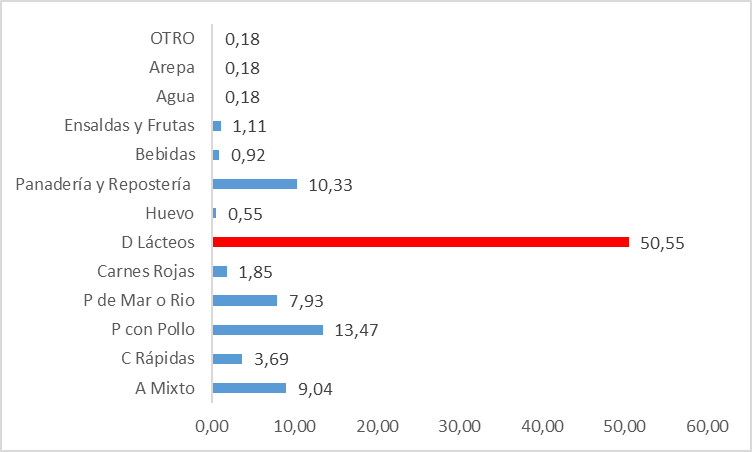 OTRO 0,18
Arepa 0,18
Agua 0,18
Ensaldas y Frutas 1,11
Bebidas 0,92
Panadería y Repostería 10,33
Huevo 0,55
D Lácteos 50,55
Carnes Rojas 1,85
P de Mar o Rio 7,93
P con Pollo 13,47
C Rápidas 3,69
A Mixto 9,04
0,00 10,00 20,00 30,00 40,00 50,00 60,00